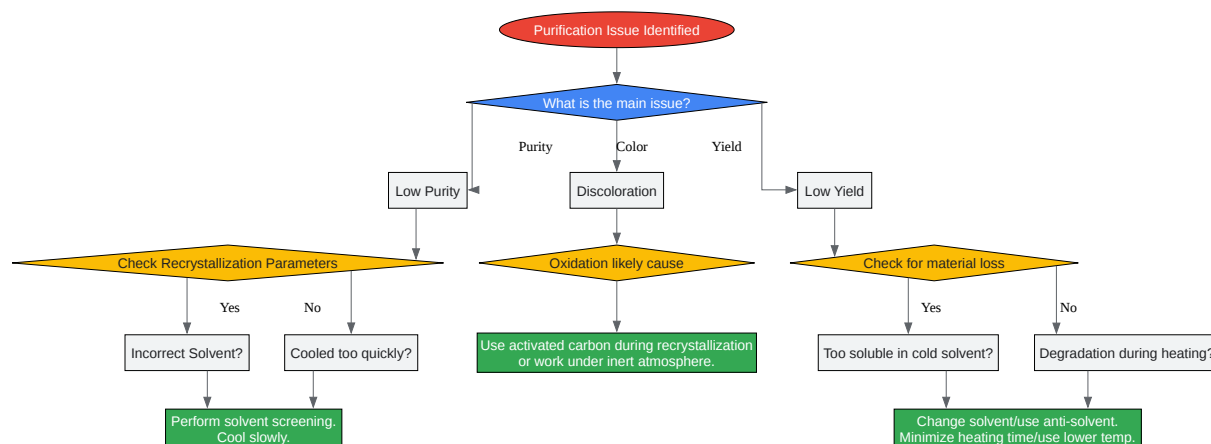 Purification Issue Identified
What is the main issue?
Purity
Color
Yield
Low Purity
Discoloration
Low Yield
Check Recrystallization Parameters
Oxidation likely cause
Check for material loss
Yes
No
Yes
No
Incorrect Solvent?
Cooled too quickly?
Use activated carbon during recrystallization
or work under inert atmosphere.
Too soluble in cold solvent?
Degradation during heating?
Perform solvent screening.
Cool slowly.
Change solvent/use anti-solvent.
Minimize heating time/use lower temp.